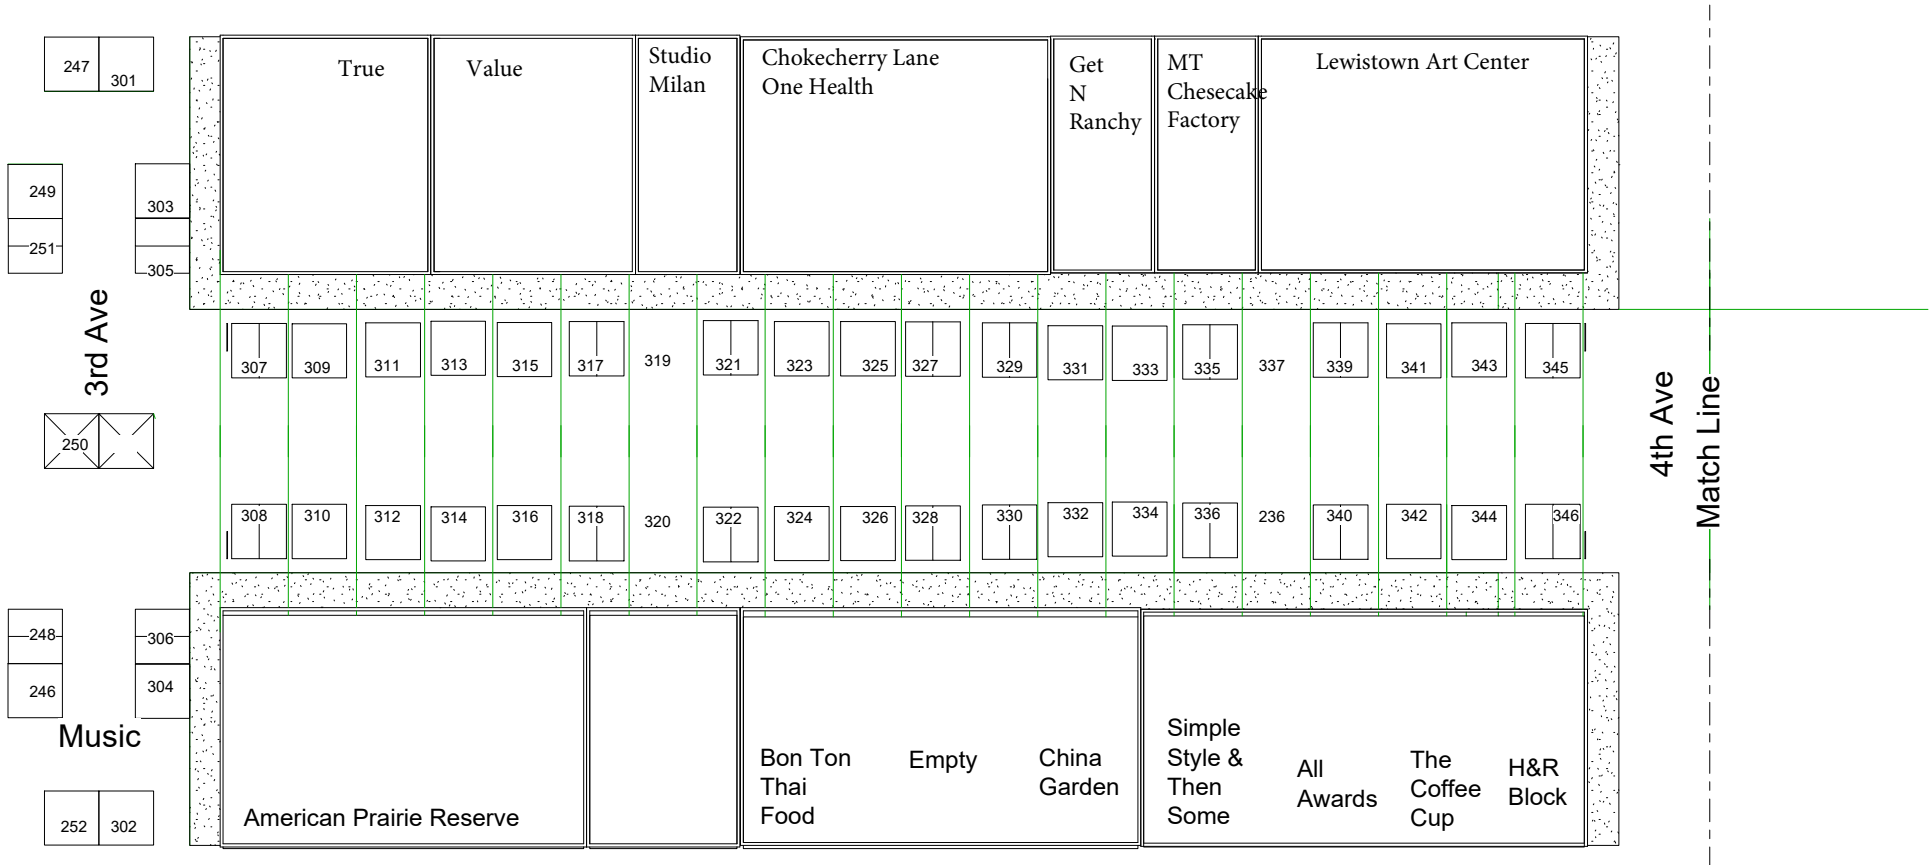 247
301
True
Value
Studio
Milan
Chokecherry Lane
One Health
Get
N
Ranchy
MT
Chesecake
Factory
Lewistown Art Center
249
303
251
305
3rd Ave
307
309
311
313
315
317
319
321
323
325
327
329
331
333
335
337
339
341
343
345
250
4th Ave
Match Line
308
310
312
314
316
318
320
322
324
326
328
330
332
334
336
236
340
342
344
346
248
306
246
304
Music
252
302
American Prairie Reserve
Bon Ton
Thai
Food
Empty
China
Garden
Simple
Style &
Then
Some
All
Awards
The
Coffee
Cup
H&R
Block